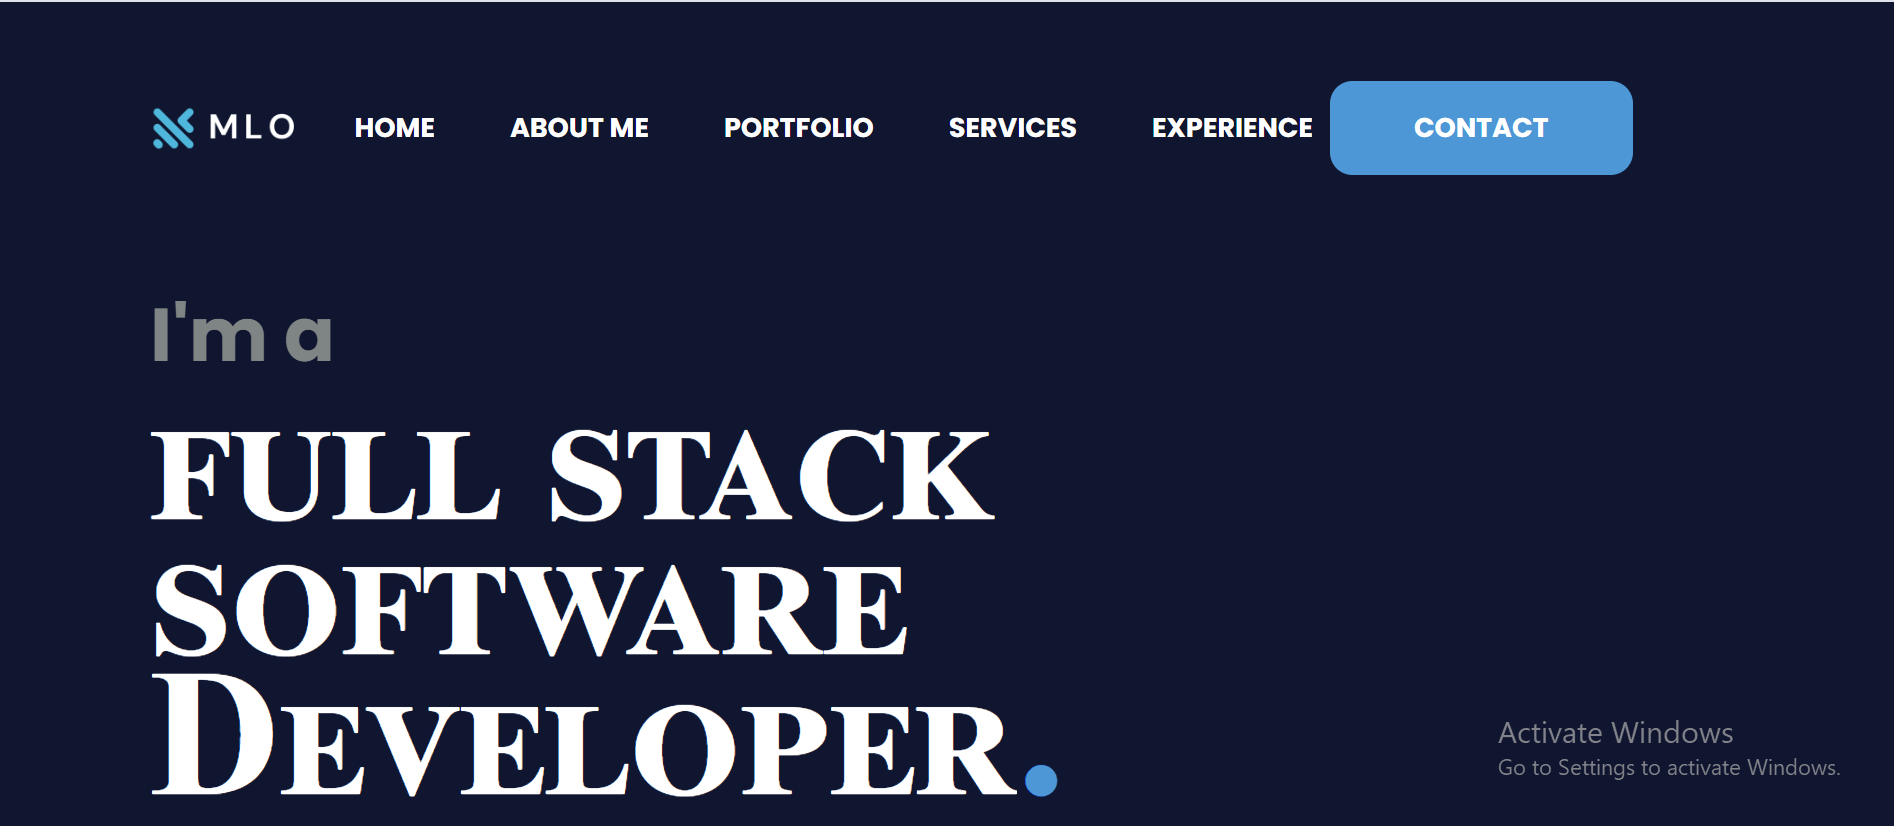 MLO HOME ABOUT ME PORTFOLIO SERVICES EXPERIENCE CONTACT
I'm a
FULL STACK
SOFTWARE
DEVELOPER.
Activate Windows
Go to Settings to activate Windows.